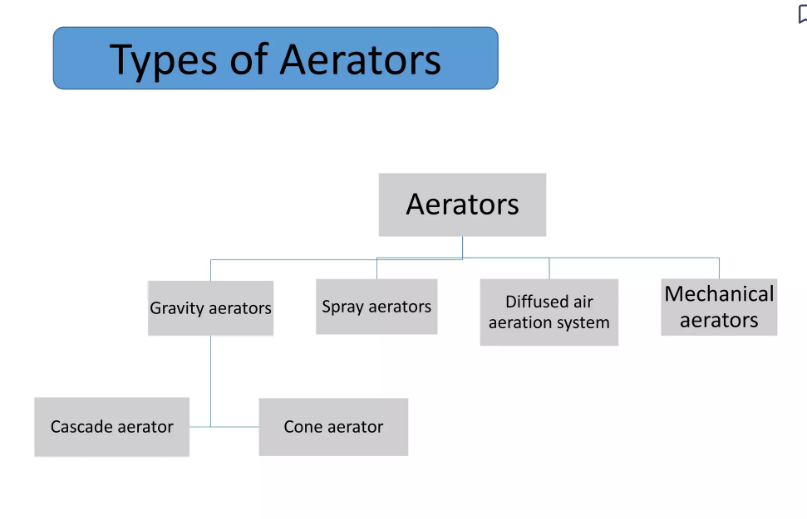 Types of Aerators
Aerators
Gravity aerators
Spray aerators
Diffused air
aeration system
Mechanical
aerators
Cascade aerator
Cone aerator